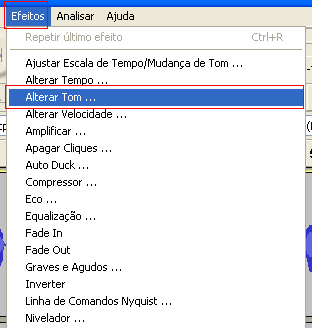 Efeitos Analisar Ajuda
Repetir último efeito Ctrl+R
Ajustar Escala de Tempo/Mudança de Tom ...
Alterar Tempo ...
Alterar Tom ...
Alterar Velocidade ...
Amplificar ...
Apagar Cliques ...
Auto Duck ...
Compressor ...
Eco ...
Equalização ...
Fade In
Fade Out
Graves e Agudos ...
Inverter
Linha de Comandos Nyquist ...
Nivelador ...